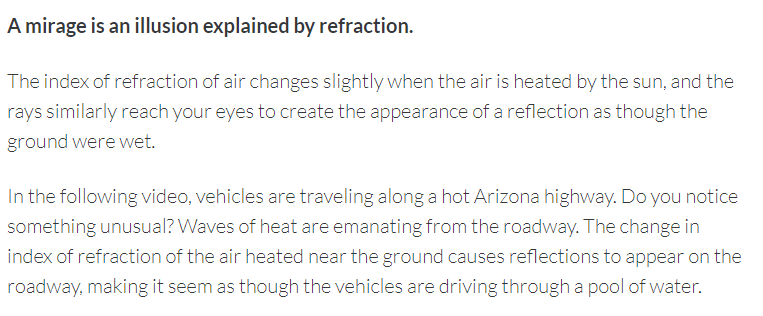 A mirage is an illusion explained by refraction.
The index of refraction of air changes slightly when the air is heated by the sun, and the
rays similarly reach your eyes to create the appearance of a reflection as though the
ground were wet.
In the following video, vehicles are traveling along a hot Arizona highway. Do you notice
something unusual? Waves of heat are emanating from the roadway. The change in
index of refraction of the air heated near the ground causes reflections to appear on the
roadway, making it seem as though the vehicles are driving through a pool of water.